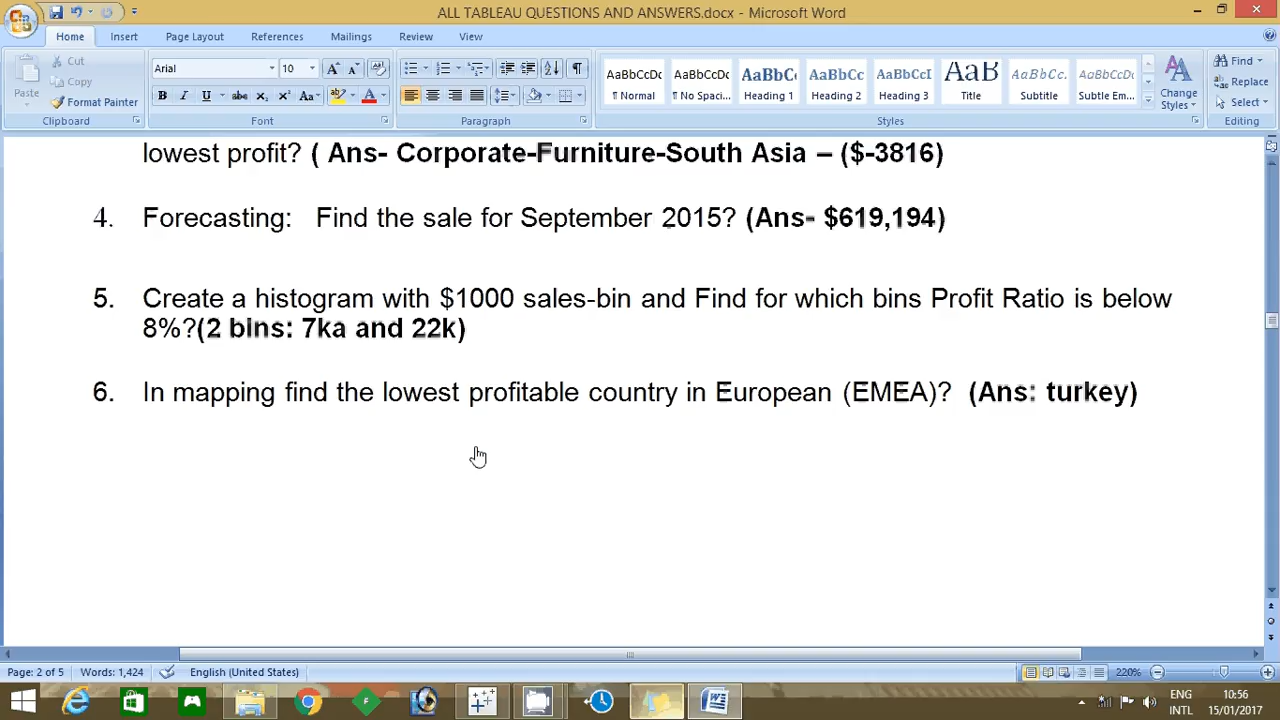 ALL TABLEAU QUESTIONS AND ANSWERS.docx - Microsoft Word
Home Insert Page Layout References Mailings Review View
Paste Cut Copy Format Painter
Clipboard
Arial 10
B I U abc X₂ X² Aa
Font
Paragraph
AaBbCcDc AaBbCcDc AaBbC( AaBbCc AaBbCcI AaB AaBbCc. AaBbCcDc
¶ Normal ¶ No Spaci... Heading 1 Heading 2 Heading 3 Title Subtitle Subtle Em...
Change Styles
Styles
Find Replace Select
Editing
lowest profit? ( Ans- Corporate-Furniture-South Asia – ($-3816)
4. Forecasting: Find the sale for September 2015? (Ans- $619,194)
5. Create a histogram with $1000 sales-bin and Find for which bins Profit Ratio is below
8%?(2 bins: 7ka and 22k)
6. In mapping find the lowest profitable country in European (EMEA)? (Ans: turkey)
Page: 2 of 5 Words: 1,424 English (United States) 220%
ENG 10:56
INTL 15/01/2017